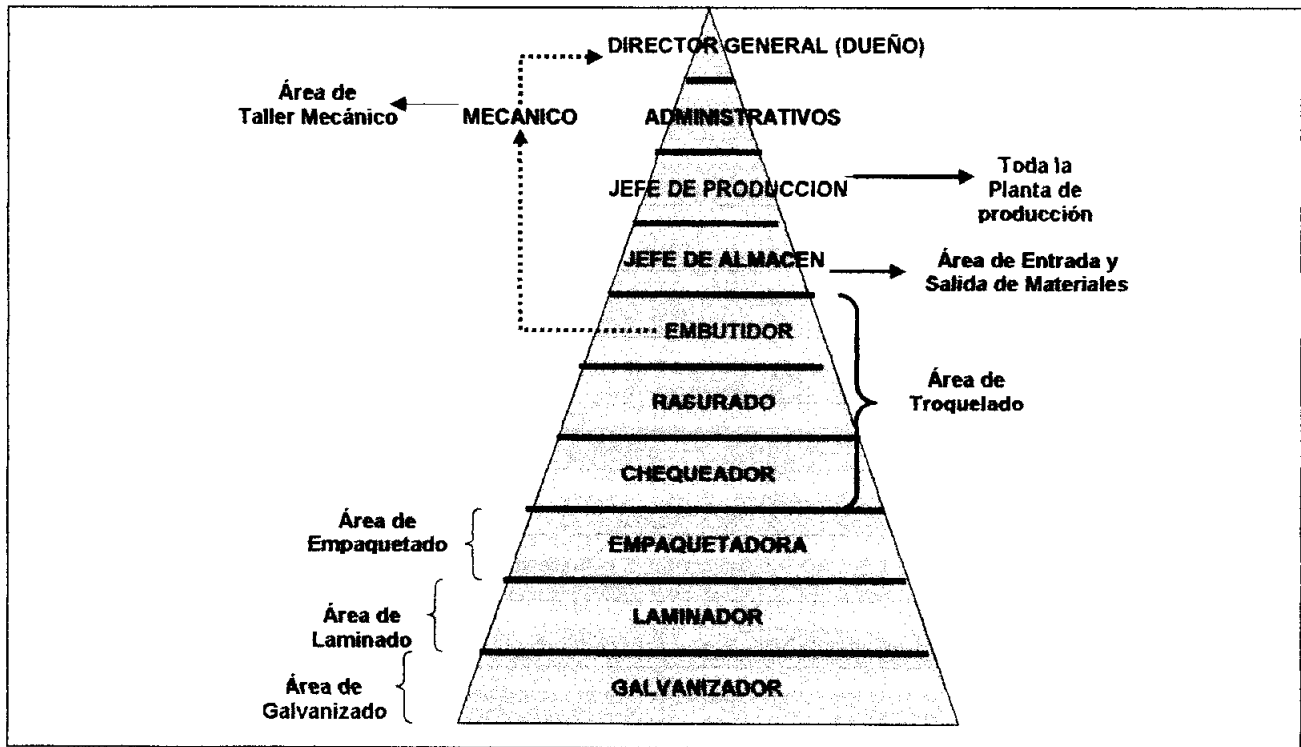 DIRECTOR GENERAL (DUEÑO)
Área de
Taller Mecánico
MECANICO
ADMINISTRATIVOS
JEFE DE PRODUCCION
Toda la
Planta de
producción
JEFE DE ALMACEN
Área de Entrada y
Salida de Materiales
EMBUTIDOR
RASURADO
Área de
Troquelado
CHEQUEADOR
Área de
Empaquetado
EMPAQUETADORA
Área de
Laminado
LAMINADOR
Área de
Galvanizado
GALVANIZADOR